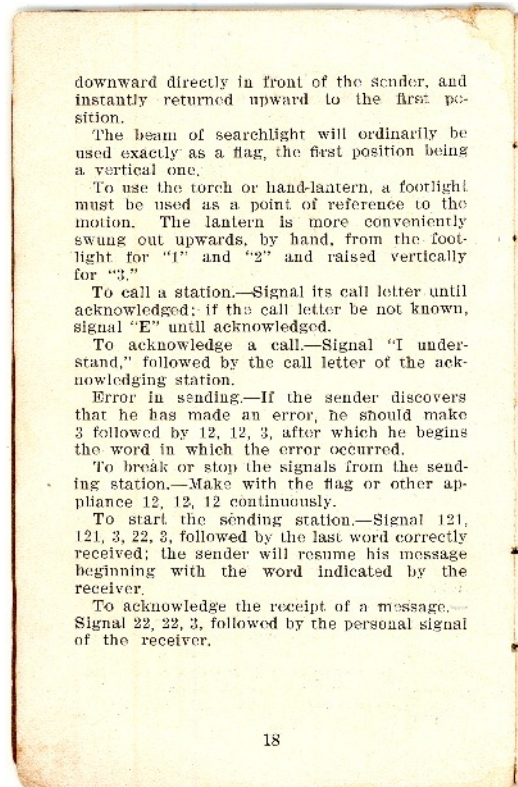 downward directly in front of the sender, and
instantly returned upward to the first po-
sition.
The beam of searchlight will ordinarily be
used exactly as a flag, the first position being
a vertical one.
To use the torch or hand-lantern, a footlight
must be used as a point of reference to the
motion. The lantern is more conveniently
swung out upwards, by hand, from the foot-
light for "1" and "2" and raised vertically
for "3."
To call a station.—Signal its call letter until
acknowledged; if the call letter be not known,
signal "E" until acknowledged.
To acknowledge a call.—Signal "I under-
stand," followed by the call letter of the ack-
nowledging station.
Error in sending.—If the sender discovers
that he has made an error, he should make
3 followed by 12, 12, 3, after which he begins
the word in which the error occurred.
To break or stop the signals from the send-
ing station.—Make with the flag or other ap-
pliance 12, 12, 12 continuously.
To start the sending station.—Signal 121,
121, 3, 22, 3, followed by the last word correctly
received; the sender will resume his message
beginning with the word indicated by the
receiver.
To acknowledge the receipt of a message.—
Signal 22, 22, 3, followed by the personal signal
of the receiver.
18